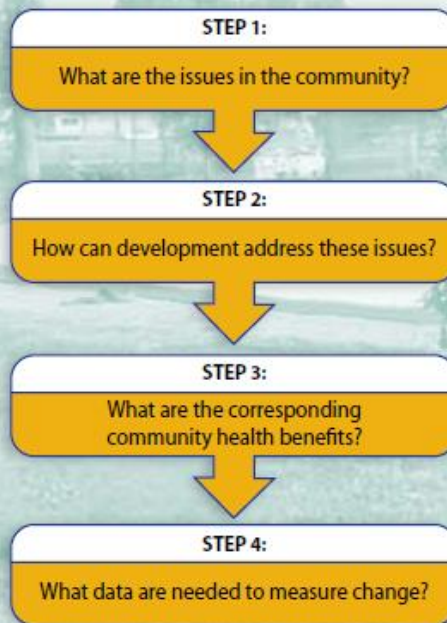 STEP 1:
What are the issues in the community?
STEP 2:
How can development address these issues?
STEP 3:
What are the corresponding
community health benefits?
STEP 4:
What data are needed to measure change?